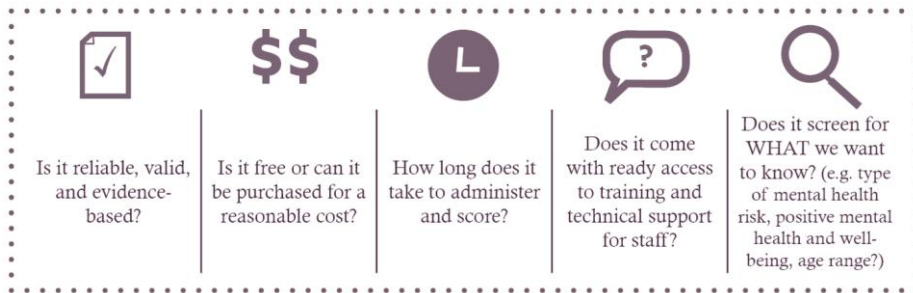 $$
?
Is it reliable, valid,
and evidence-
based?
Is it free or can it
be purchased for a
reasonable cost?
How long does it
take to administer
and score?
Does it come
with ready access
to training and
technical support
for staff?
Does it screen for
WHAT we want
to know? (e.g. type
of mental health
risk, positive mental
health and well-
being, age range?)